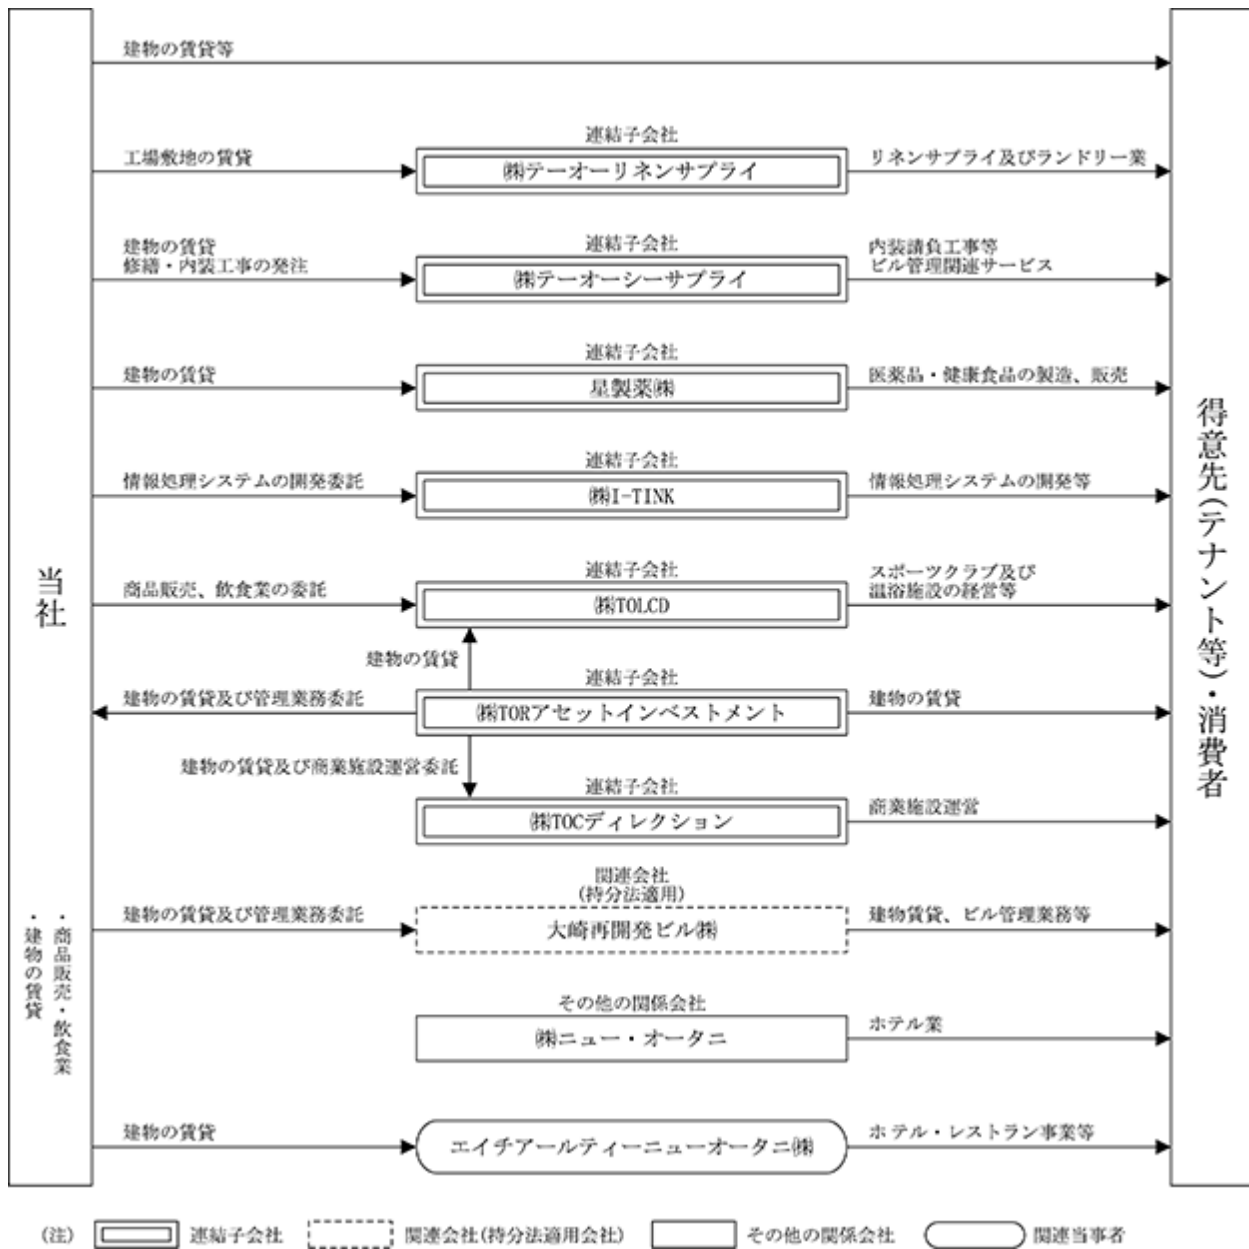 建物の賃貸等
連結子会社
工場敷地の賃貸
㈱テーオーリネンサプライ
リネンサプライ及びランドリー業
連結子会社
建物の賃貸
修繕・内装工事の発注
㈱テーオーシーサプライ
内装請負工事等
ビル管理関連サービス
連結子会社
建物の賃貸
星製薬㈱
医薬品・健康食品の製造、販売
連結子会社
情報処理システムの開発委託
㈱I-TINK
情報処理システムの開発等
連結子会社
商品販売、飲食業の委託
㈱TOLCD
スポーツクラブ及び
温浴施設の経営等
当社
建物の賃貸
連結子会社
建物の賃貸及び管理業務委託
㈱TORアセットインベストメント
建物の賃貸
建物の賃貸及び商業施設運営委託
連結子会社
㈱TOCディレクション
商業施設運営
関連会社
(持分法適用)
建物の賃貸及び管理業務委託
大崎再開発ビル㈱
建物賃貸、ビル管理業務等
・商品販売・飲食業
・建物の賃貸
その他の関係会社
㈱ニュー・オータニ
ホテル業
建物の賃貸
エイチアールティーニューオータニ㈱
ホテル・レストラン事業等
得意先(テナント等)・消費者
(注) 連結子会社 関連会社(持分法適用会社) その他の関係会社 関連当事者